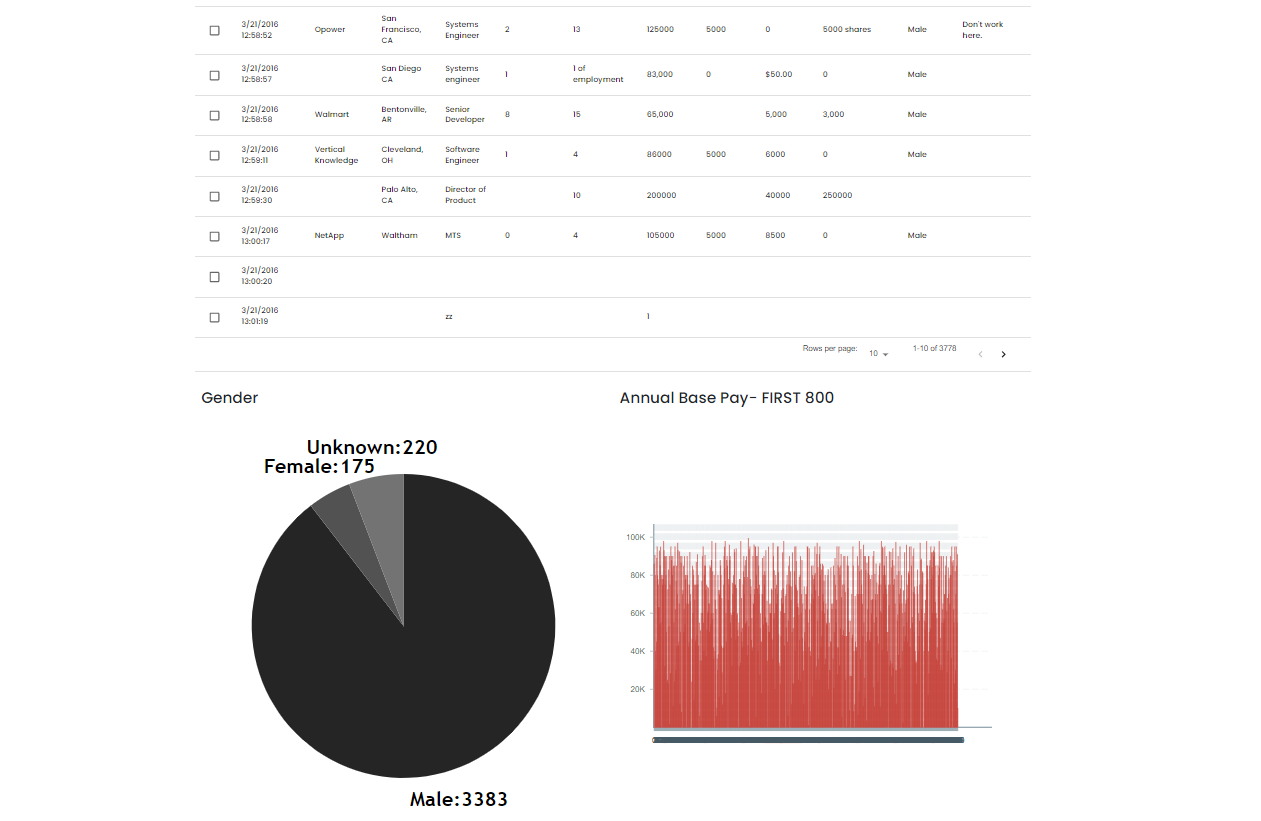 3/21/2016 12:58:52 Opower San Francisco, CA Systems Engineer 2 13 125000 5000 0 5000 shares Male Don't work here.
3/21/2016 12:58:57 San Diego CA Systems engineer 1 1 of employment 83,000 0 $50.00 0 Male
3/21/2016 12:58:58 Walmart Bentonville, AR Senior Developer 8 15 65,000 5,000 3,000 Male
3/21/2016 12:59:11 Vertical Knowledge Cleveland, OH Software Engineer 1 4 86000 5000 6000 0 Male
3/21/2016 12:59:30 Palo Alto, CA Director of Product 10 200000 40000 250000
3/21/2016 13:00:17 NetApp Waltham MTS 0 4 105000 5000 8500 0 Male
3/21/2016 13:00:20
3/21/2016 13:01:19 zz 1
Rows per page: 10 1-10 of 3778
Gender
Unknown:220
Female:175
Male:3383
Annual Base Pay- FIRST 800
100K
80K
60K
40K
20K